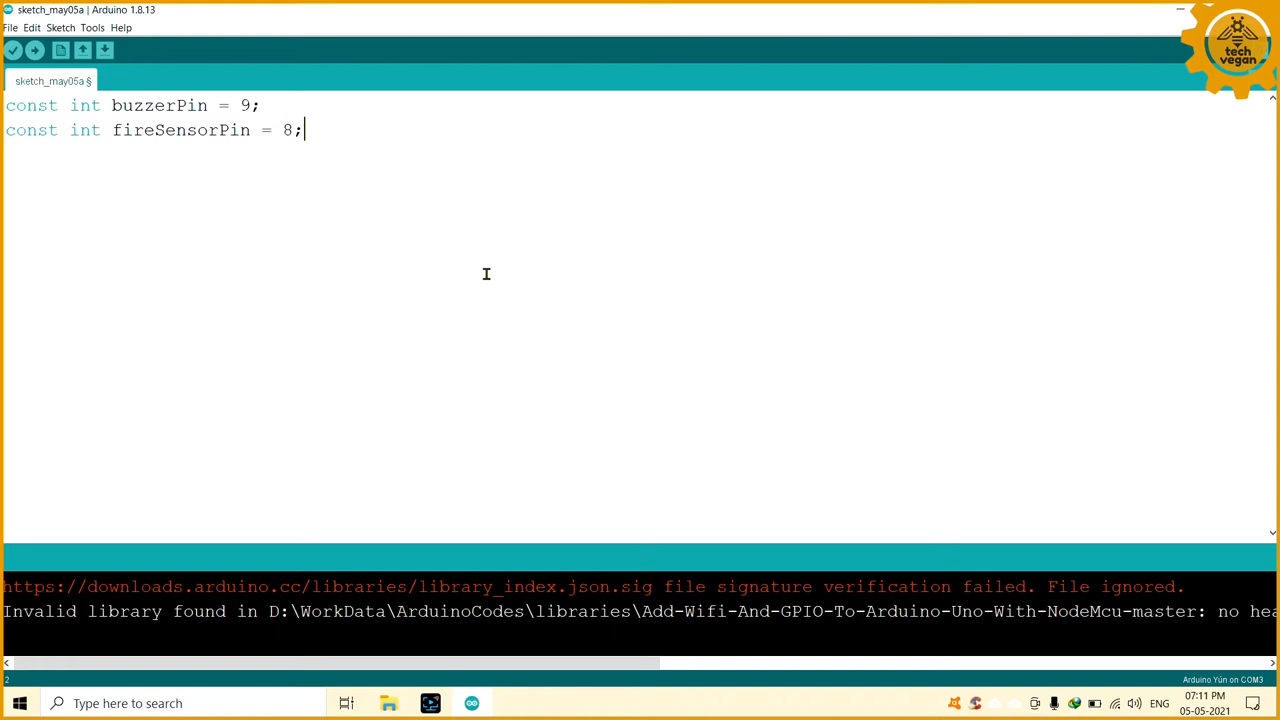 sketch_may05a | Arduino 1.8.13
File Edit Sketch Tools Help
tech
vegan
sketch_may05a §
const int buzzerPin = 9;
const int fireSensorPin = 8;
https://downloads.arduino.cc/libraries/library_index.json.sig file signature verification failed. File ignored.
Invalid library found in D:\WorkData\ArduinoCodes\libraries\Add-Wifi-And-GPIO-To-Arduino-Uno-With-NodeMcu-master: no hea
2
Arduino Yún on COM3
Type here to search
ENG
07:11 PM
05-05-2021